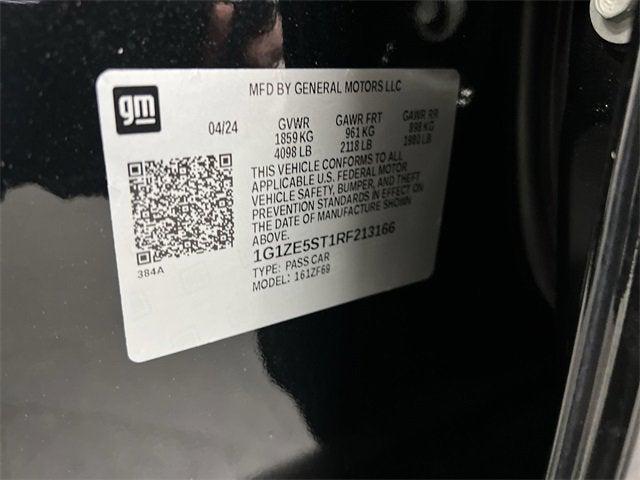 gm
MFD BY GENERAL MOTORS LLC
04/24
GVWR
1859 KG
4098 LB
GAWR FRT
961 KG
2118 LB
GAWR RR
898 KG
1980 LB
THIS VEHICLE CONFORMS TO ALL
APPLICABLE U.S. FEDERAL MOTOR
VEHICLE SAFETY, BUMPER, AND THEFT
PREVENTION STANDARDS IN EFFECT ON
THE DATE OF MANUFACTURE SHOWN
ABOVE.
1G1ZE5ST1RF213166
TYPE: PASS CAR
MODEL: 161ZF69
384A